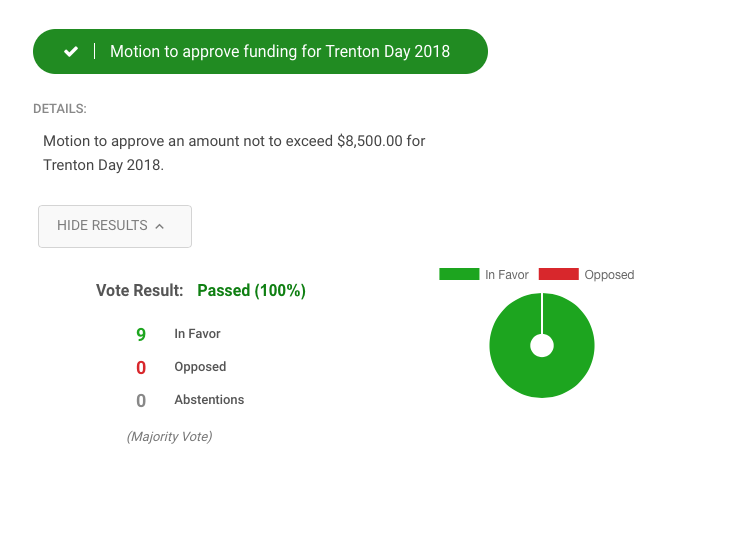 Motion to approve funding for Trenton Day 2018
DETAILS:
Motion to approve an amount not to exceed $8,500.00 for
Trenton Day 2018.
HIDE RESULTS
Vote Result: Passed (100%)
9 In Favor
0 Opposed
0 Abstentions
(Majority Vote)
In Favor Opposed